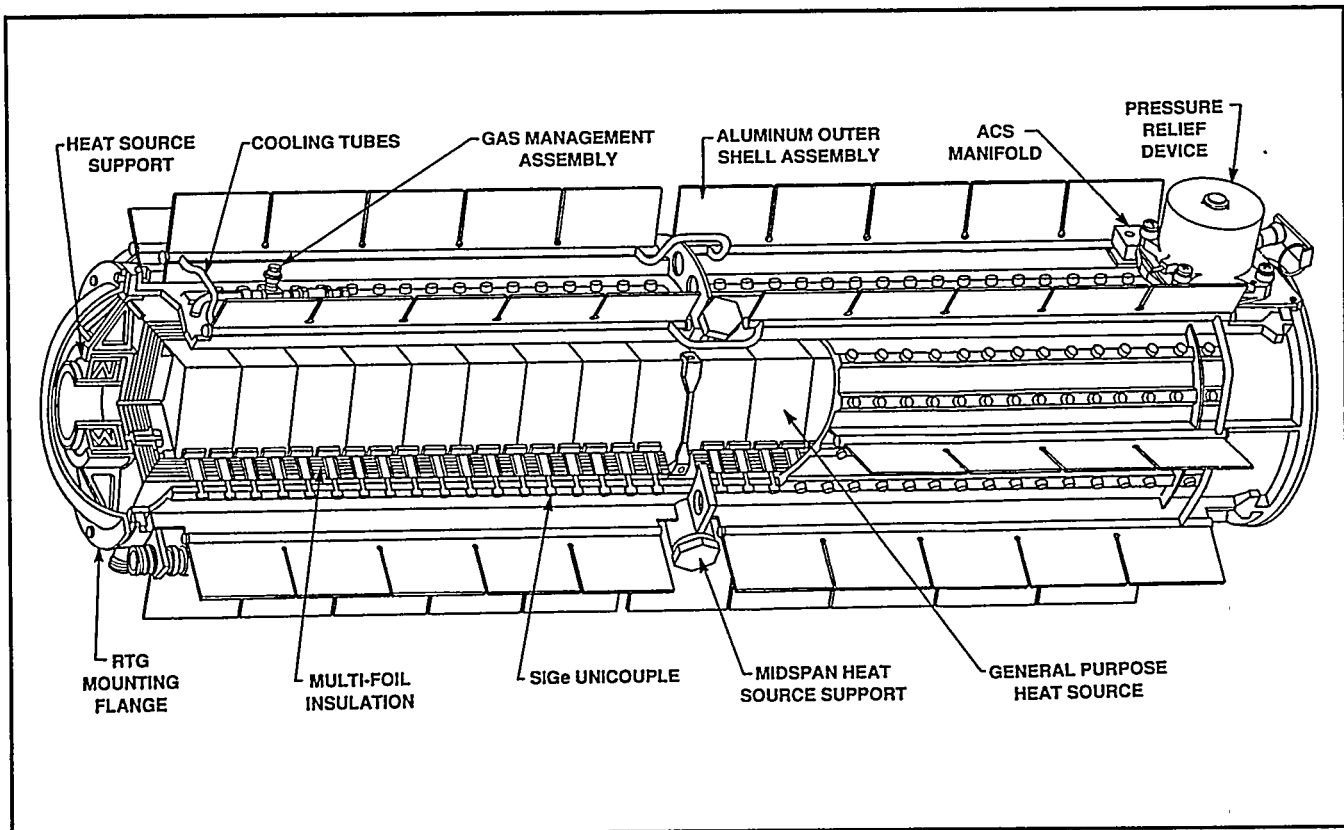 HEAT SOURCE
SUPPORT
COOLING TUBES
GAS MANAGEMENT
ASSEMBLY
ALUMINUM OUTER
SHELL ASSEMBLY
ACS
MANIFOLD
PRESSURE
RELIEF
DEVICE
RTG
MOUNTING
FLANGE
MULTI-FOIL
INSULATION
SiGe UNICOUPLE
MIDSPAN HEAT
SOURCE SUPPORT
GENERAL PURPOSE
HEAT SOURCE